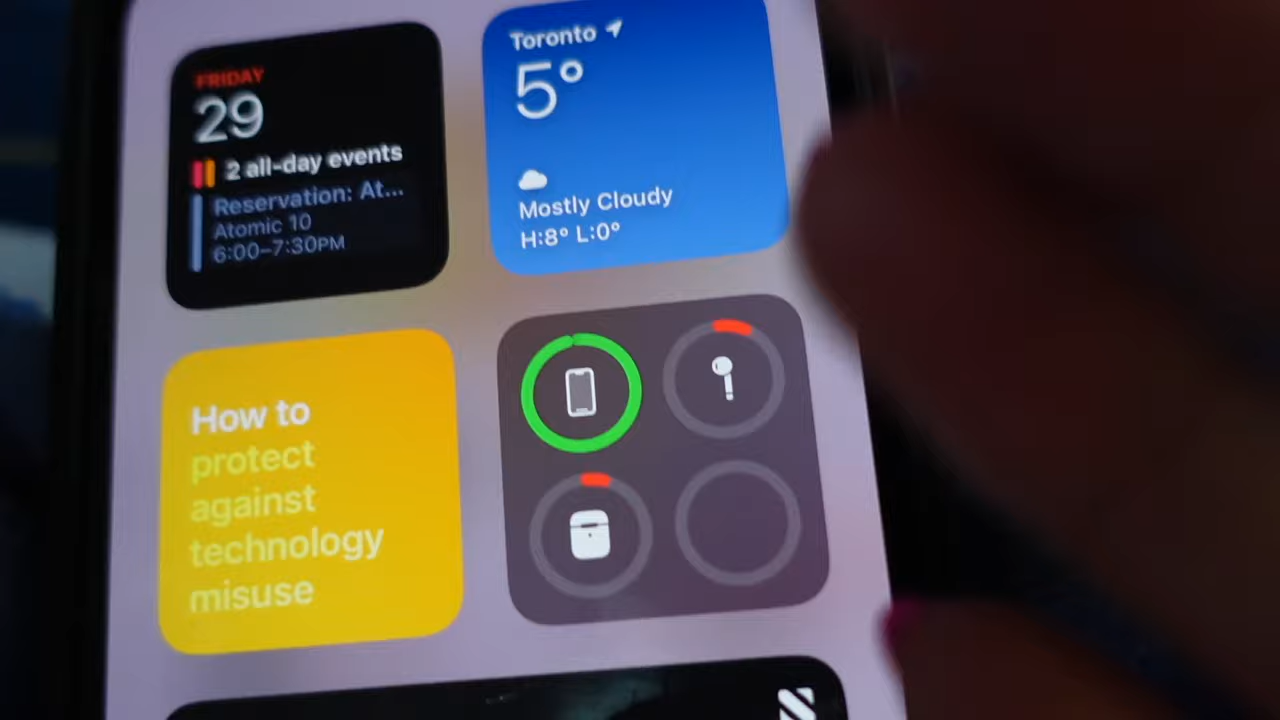 FRIDAY
29
2 all-day events
Reservation: At...
Atomic 10
6:00–7:30PM
Toronto
5°
Mostly Cloudy
H:8° L:0°
How to
protect
against
technology
misuse